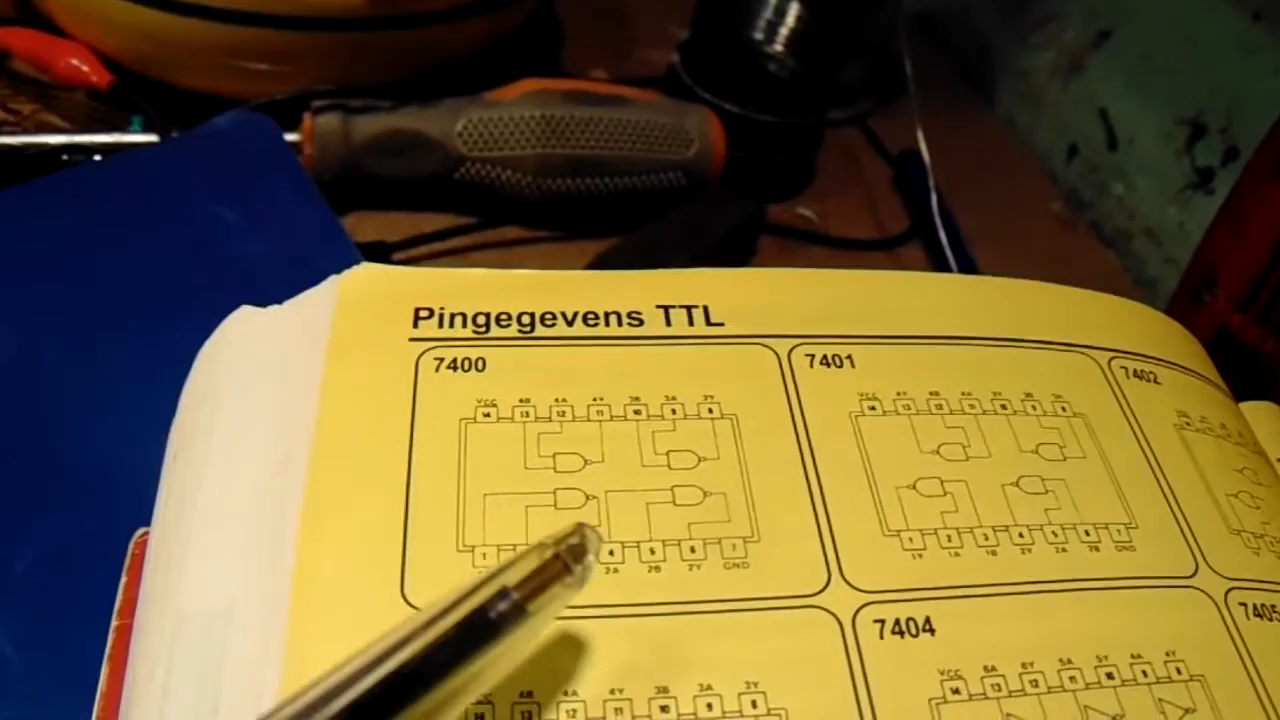 Pingegevens TTL
7400 7401 7402
VCC 4B 4A 4Y 3B 3A 3Y
14 13 12 11 10 9 8
1 4 5 6 7
2A 2B 2Y GND
VCC 4Y 4B 4A 3Y 3B 3A
14 13 12 11 10 9 8
1 2 3 4 5 6 7
1Y 1A 1B 2Y 2A 2B GND
7404 7405
4B 4A 4Y 3B 3A 3Y
14 13 12 11 10 9 8
VCC 6A 6Y 5A 5Y 4A 4Y
14 13 12 11 10 9 8